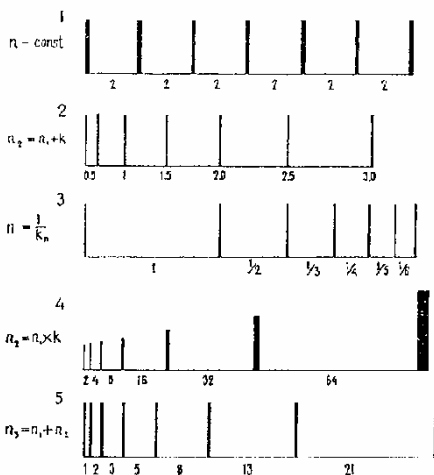 1
n - const
2 2 2 2 2 2
2
n₂ = n₁ + k
0.5 1 1.5 2.0 2.5 3.0
3
n = 1/kₙ
1 1/2 1/3 1/4 1/5 1/6
4
n₂ = n₁ × k
2 4 8 16 32 64
5
n₃ = n₁ + n₂
1 2 3 5 8 13 21